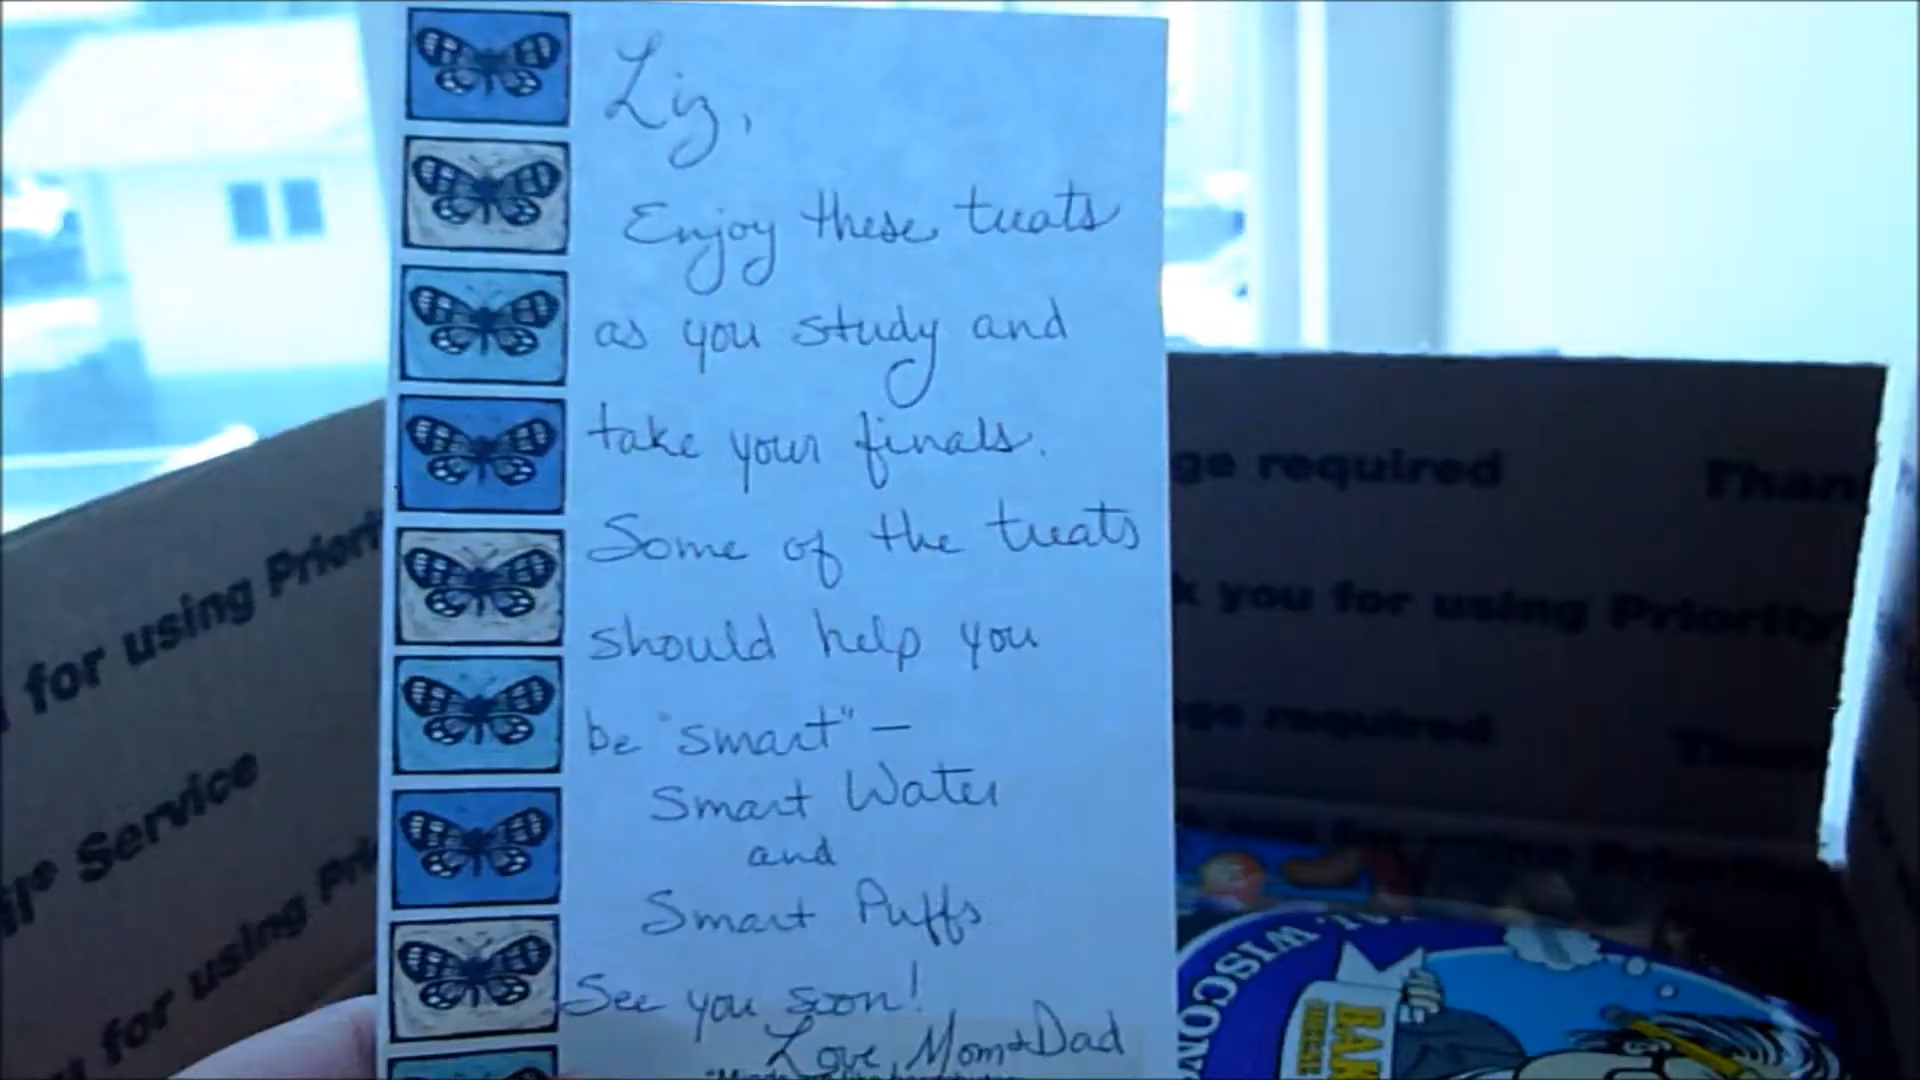 Liz,
Enjoy these treats
as you study and
take your finals.
Some of the treats
should help you
be "smart" –
Smart Water
and
Smart Puffs
See you soon!
Love, Mom + Dad
for using Priori
Service
for using Pri
required
Than
k you for using Priority
required
WISCON
BAK